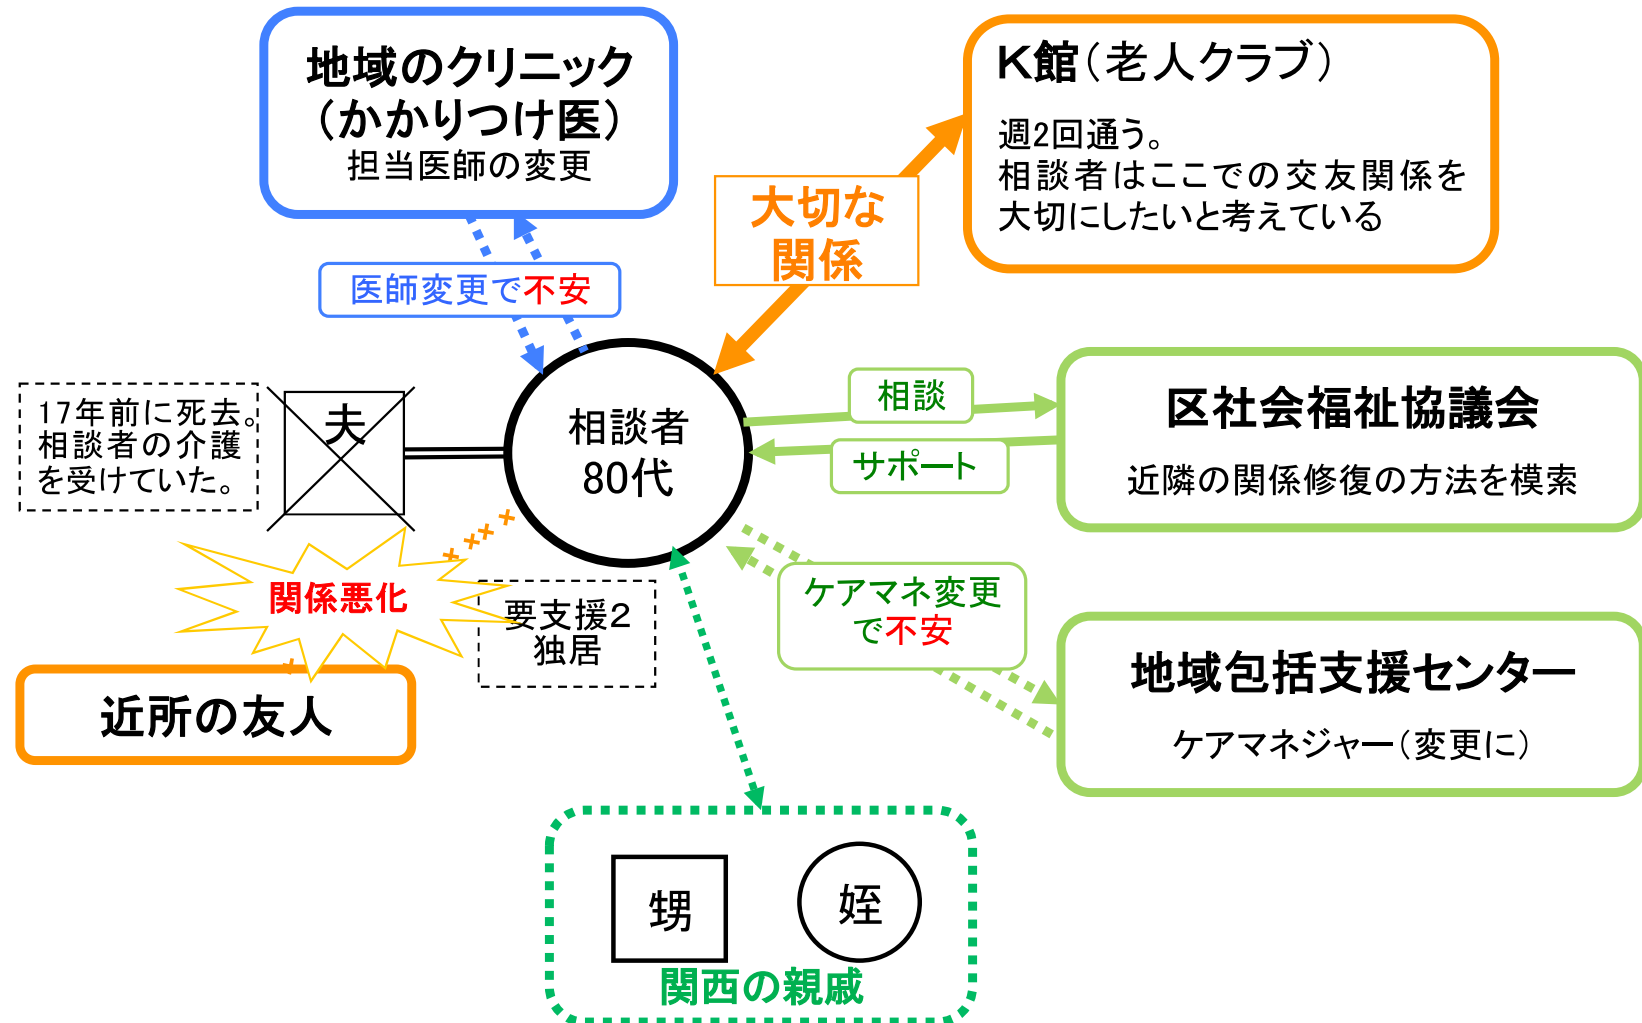 地域のクリニック
（かかりつけ医）
担当医師の変更
K館（老人クラブ）
週2回通う。
相談者はここでの交友関係を
大切にしたいと考えている
大切な
関係
医師変更で不安
17年前に死去。
相談者の介護
を受けていた。
夫
相談者
80代
相談
サポート
区社会福祉協議会
近隣の関係修復の方法を模索
関係悪化
要支援2
独居
ケアマネ変更
で不安
近所の友人
地域包括支援センター
ケアマネジャー（変更に）
甥
姪
関西の親戚